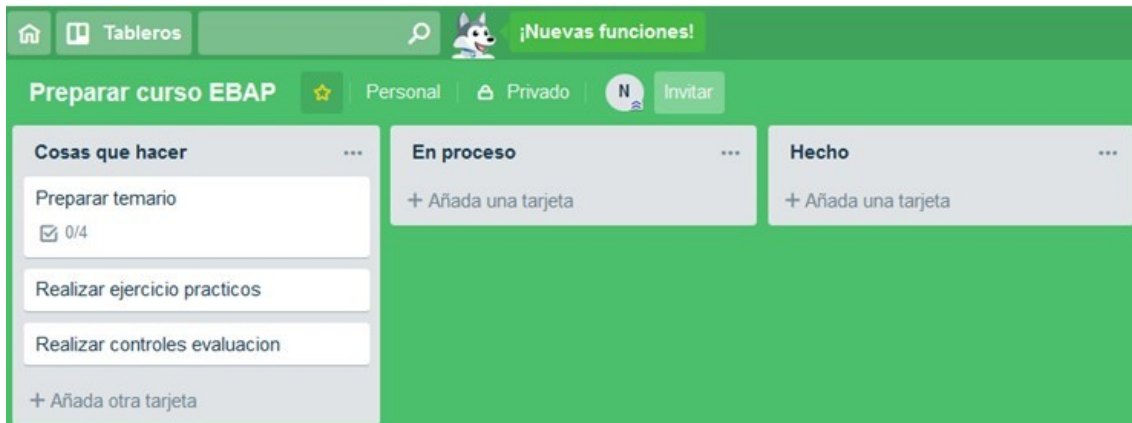 Tableros
¡Nuevas funciones!
Preparar curso EBAP
Personal
Privado
N
Invitar
Cosas que hacer
Preparar temario
0/4
Realizar ejercicio practicos
Realizar controles evaluacion
+ Añada otra tarjeta
En proceso
+ Añada una tarjeta
Hecho
+ Añada una tarjeta